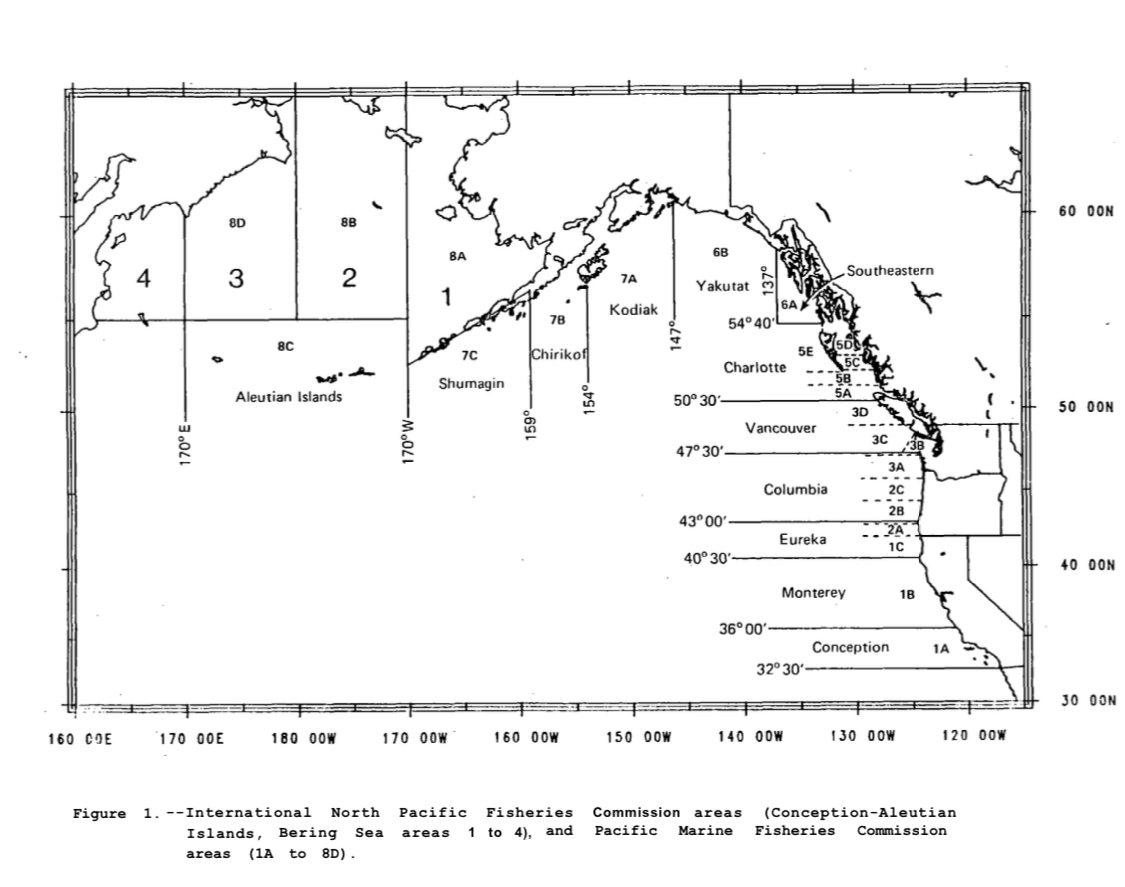 60 00N
8D
8B
6B
8A
Southeastern
4
3
2
1
7A
Yakutat
137°
6A
Kodiak
7B
54° 40'
147°
8C
7C
Chirikof
5E
5D
5C
Shumagin
Charlotte
5B
Aleutian Islands
154°
5A
50° 30'
50 00N
159°
3D
170° E
170° W
Vancouver
3C
3B
47° 30'
3A
Columbia
2C
2B
43° 00'
2A
Eureka
1C
40° 30'
40 00N
Monterey
1B
36° 00'
Conception
1A
32° 30'
30 00N
160 00E 170 00E 180 00W 170 00W 160 00W 150 00W 140 00W 130 00W 120 00W
Figure 1.--International North Pacific Fisheries Commission areas (Conception-Aleutian
Islands, Bering Sea areas 1 to 4), and Pacific Marine Fisheries Commission
areas (1A to 8D).